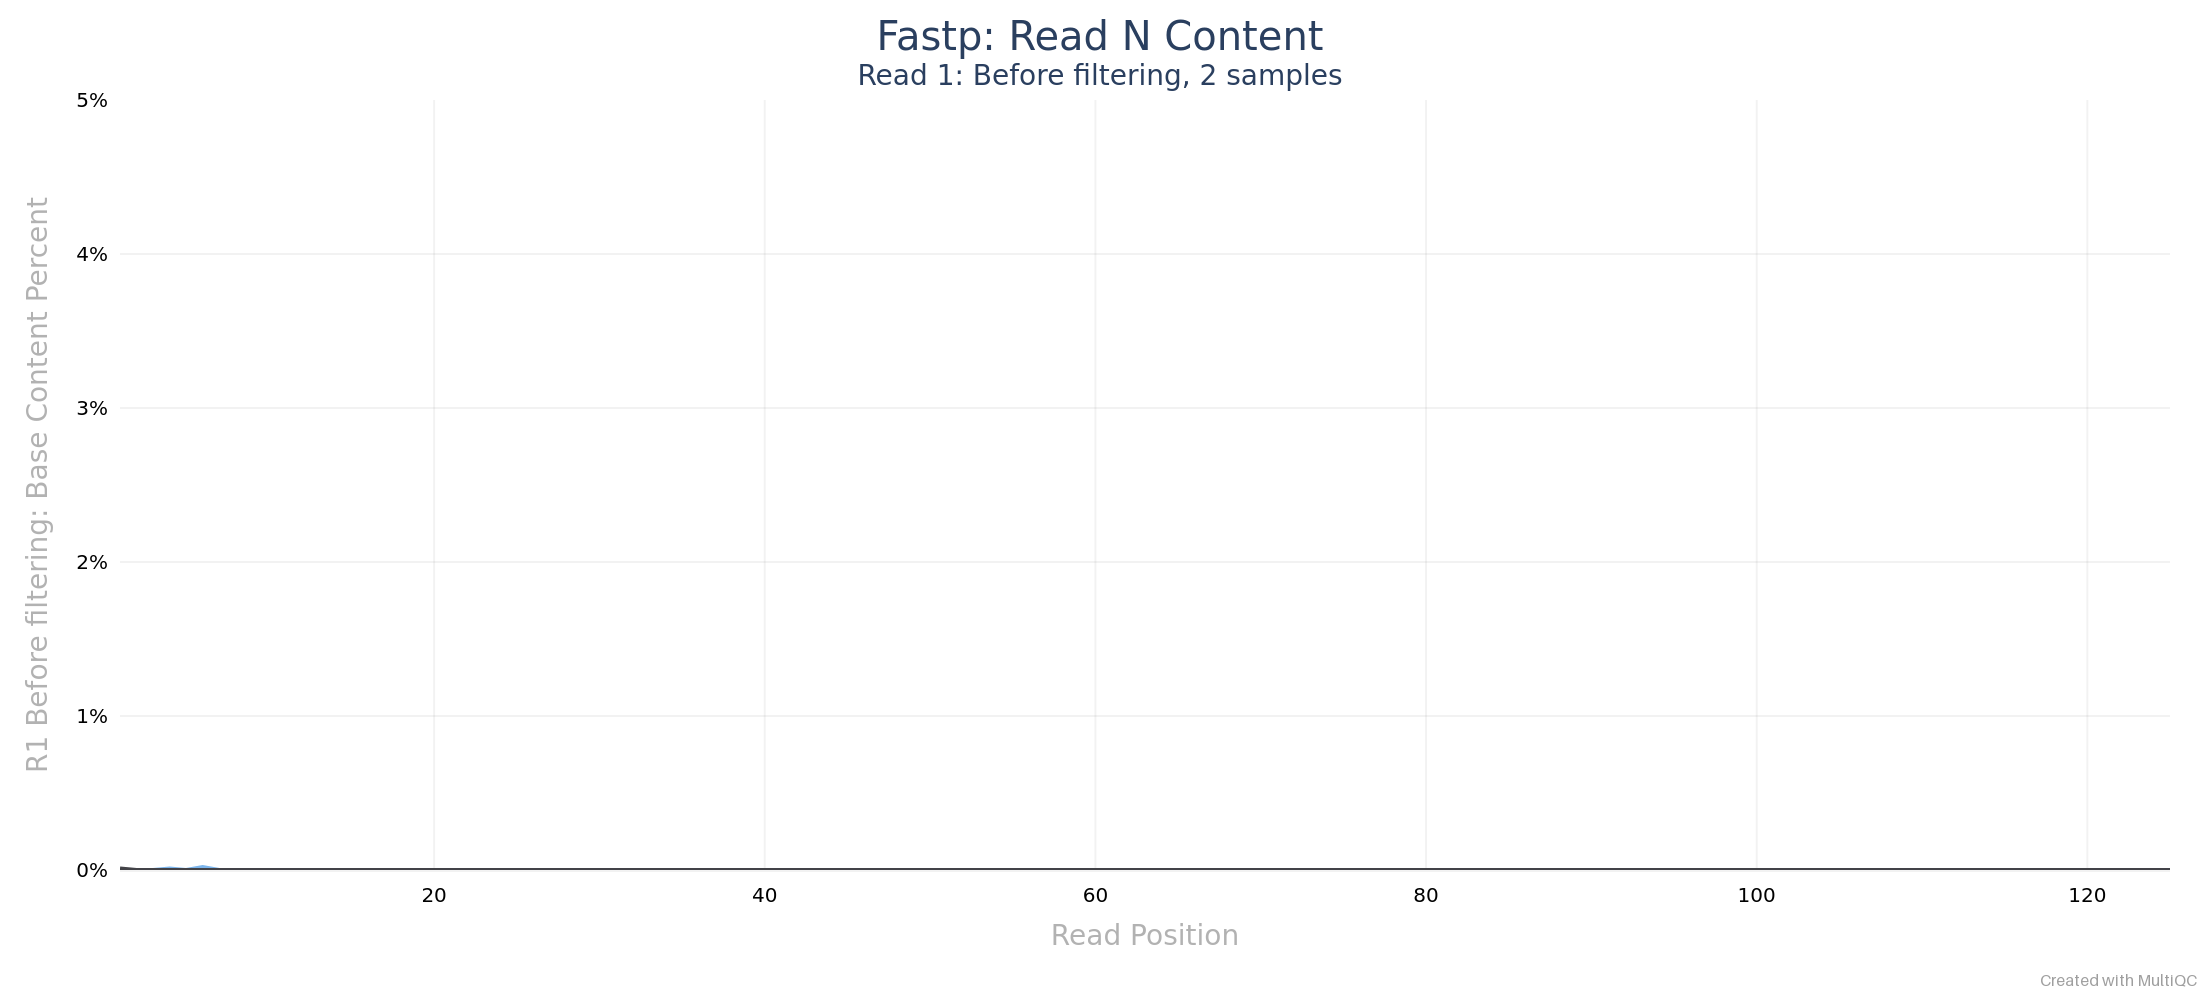 Fastp: Read N Content
Read 1: Before filtering, 2 samples
R1 Before filtering: Base Content Percent
5%
4%
3%
2%
1%
0%
20 40 60 80 100 120
Read Position
Created with MultiQC